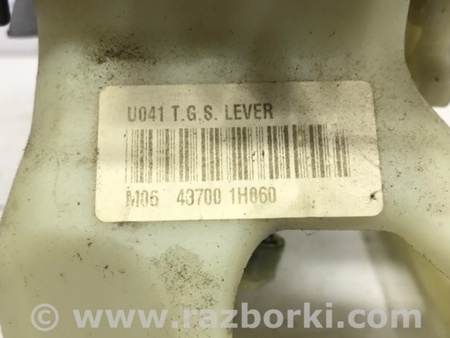 U041 T.G.S. LEVER
M06 43700 1H060
© www.razborki.com